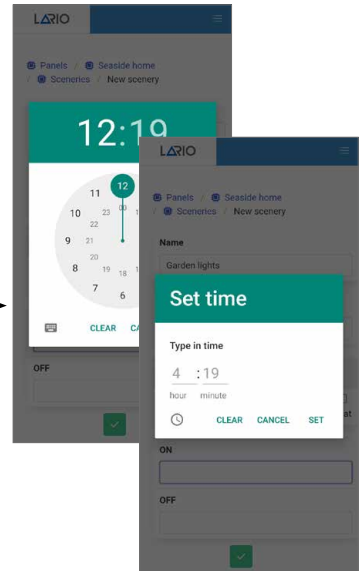 LARIO
Panels / Seaside home
/ Sceneries / New scenery
12:19
11 12
10 23 00
22
9 21
20
8 19 18
7 6
CLEAR
OFF
LARIO
Panels / Seaside home
/ Sceneries / New scenery
Name
Garden lights
Set time
Type in time
4 :19
hour minute
CLEAR CANCEL SET
ON
OFF